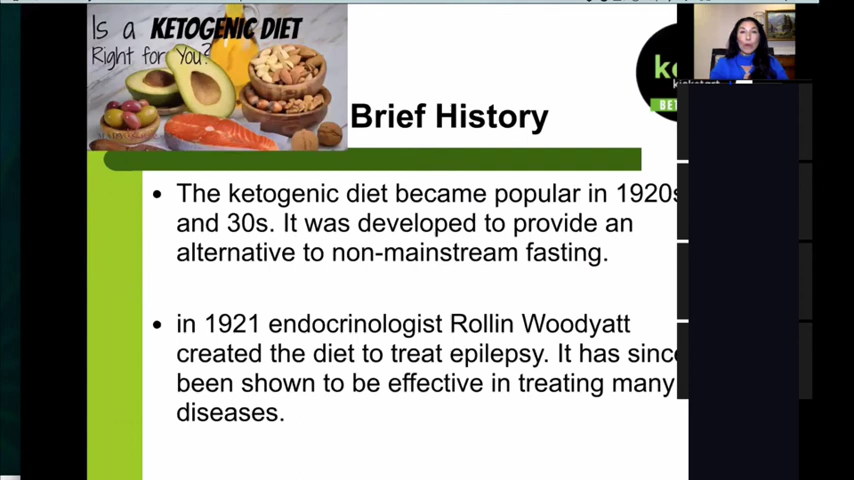 Is a KETOGENIC DIET
Right for You?
Brief History
• The ketogenic diet became popular in 1920s
and 30s. It was developed to provide an
alternative to non-mainstream fasting.
• in 1921 endocrinologist Rollin Woodyatt
created the diet to treat epilepsy. It has since
been shown to be effective in treating many
diseases.